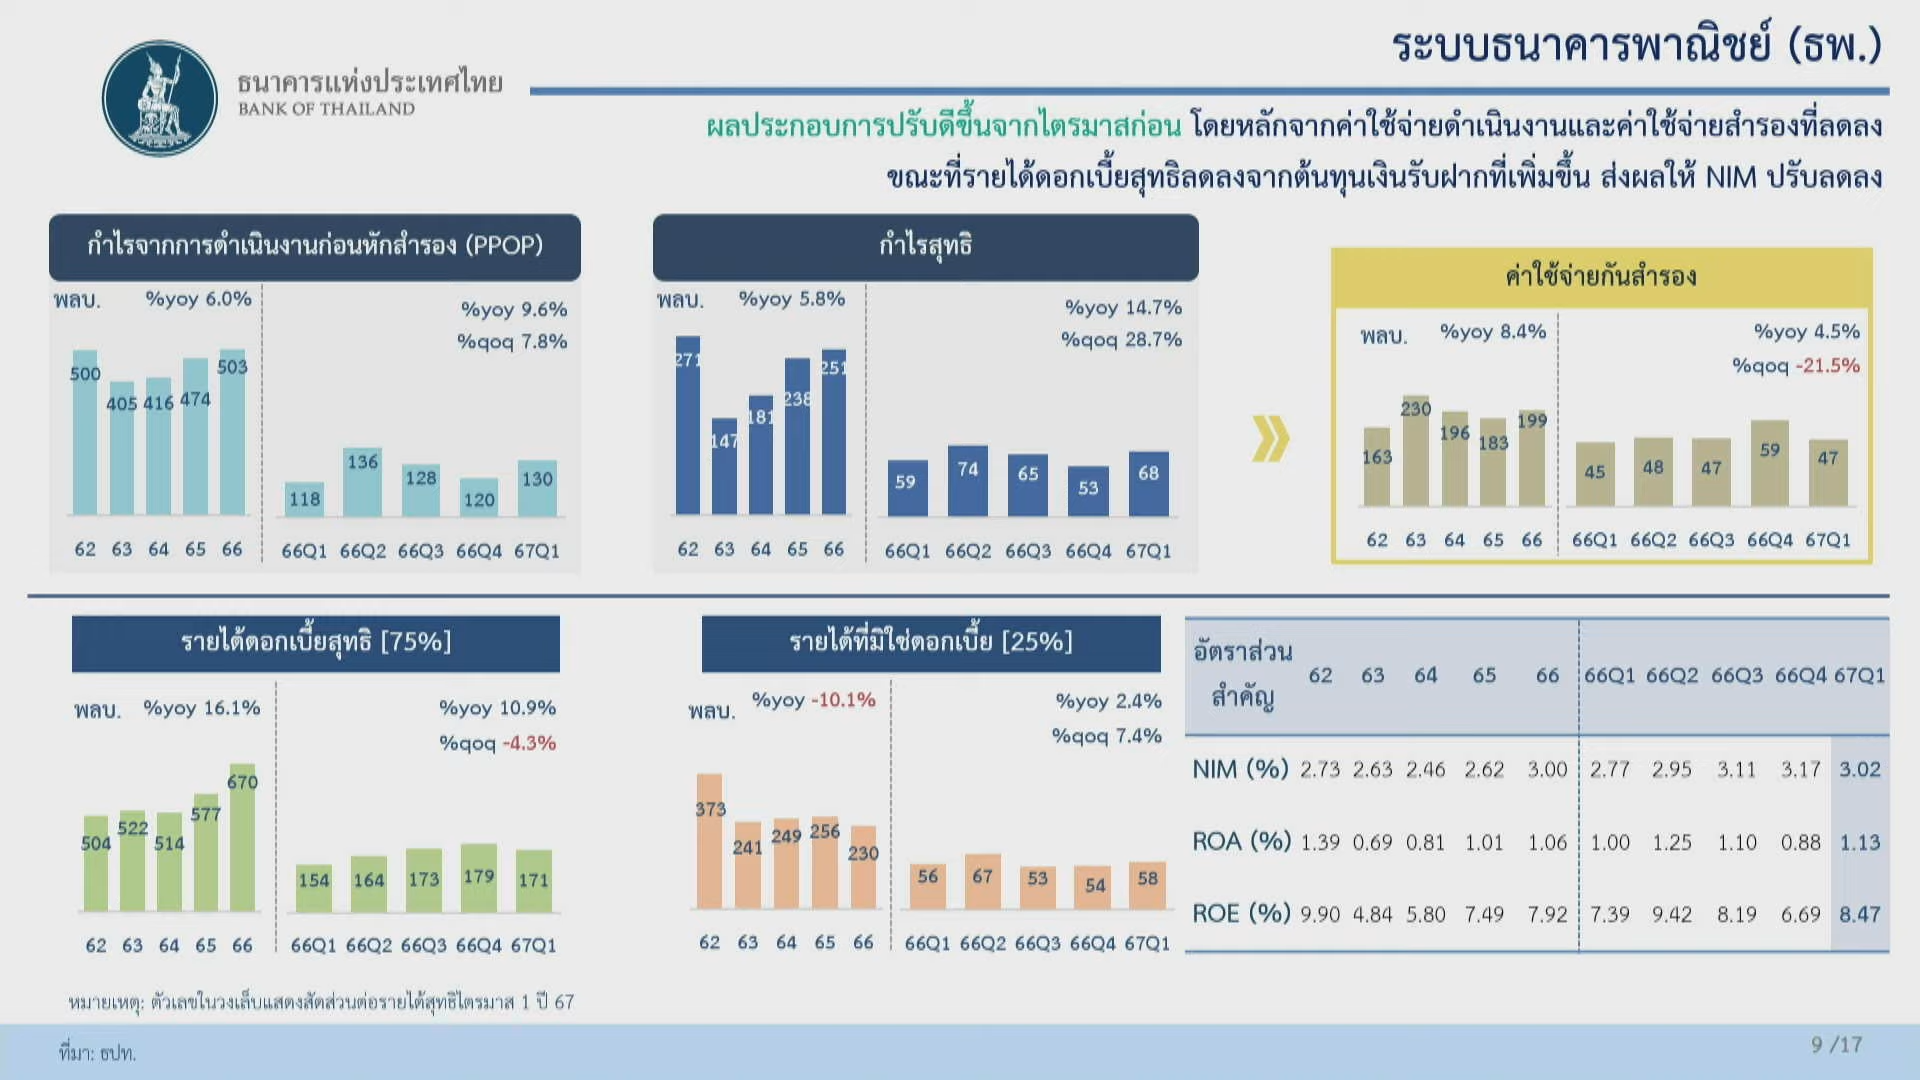 ธนาคารแห่งประเทศไทย
BANK OF THAILAND
ระบบธนาคารพาณิชย์ (ธพ.)
ผลประกอบการปรับดีขึ้นจากไตรมาสก่อน โดยหลักจากค่าใช้จ่ายดำเนินงานและค่าใช้จ่ายสำรองที่ลดลง
ขณะที่รายได้ดอกเบี้ยสุทธิลดลงจากต้นทุนเงินรับฝากที่เพิ่มขึ้น ส่งผลให้ NIM ปรับลดลง
กำไรจากการดำเนินงานก่อนหักสำรอง (PPOP)
พลบ. %yoy 6.0%
%yoy 9.6%
%qoq 7.8%
500 405 416 474 503
118 136 128 120 130
62 63 64 65 66 66Q1 66Q2 66Q3 66Q4 67Q1
กำไรสุทธิ
พลบ. %yoy 5.8%
%yoy 14.7%
%qoq 28.7%
271 147 181 238 251
59 74 65 53 68
62 63 64 65 66 66Q1 66Q2 66Q3 66Q4 67Q1
ค่าใช้จ่ายกันสำรอง
พลบ. %yoy 8.4% %yoy 4.5%
%qoq -21.5%
163 230 196 183 199
45 48 47 59 47
62 63 64 65 66 66Q1 66Q2 66Q3 66Q4 67Q1
รายได้ดอกเบี้ยสุทธิ [75%]
พลบ. %yoy 16.1% %yoy 10.9%
%qoq -4.3%
504 522 514 577 670
154 164 173 179 171
62 63 64 65 66 66Q1 66Q2 66Q3 66Q4 67Q1
รายได้ที่มิใช่ดอกเบี้ย [25%]
พลบ. %yoy -10.1% %yoy 2.4%
%qoq 7.4%
373 241 249 256 230
56 67 53 54 58
62 63 64 65 66 66Q1 66Q2 66Q3 66Q4 67Q1
อัตราส่วน
สำคัญ
62 63 64 65 66 66Q1 66Q2 66Q3 66Q4 67Q1
NIM (%) 2.73 2.63 2.46 2.62 3.00 2.77 2.95 3.11 3.17 3.02
ROA (%) 1.39 0.69 0.81 1.01 1.06 1.00 1.25 1.10 0.88 1.13
ROE (%) 9.90 4.84 5.80 7.49 7.92 7.39 9.42 8.19 6.69 8.47
หมายเหตุ: ตัวเลขในวงเล็บแสดงสัดส่วนต่อรายได้สุทธิไตรมาส 1 ปี 67
ที่มา: ธปท.
9 /17